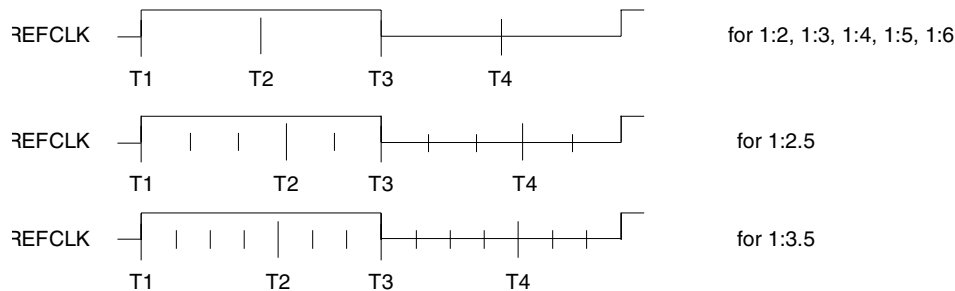 REFCLK for 1:2, 1:3, 1:4, 1:5, 1:6
T1 T2 T3 T4
REFCLK for 1:2.5
T1 T2 T3 T4
REFCLK for 1:3.5
T1 T2 T3 T4